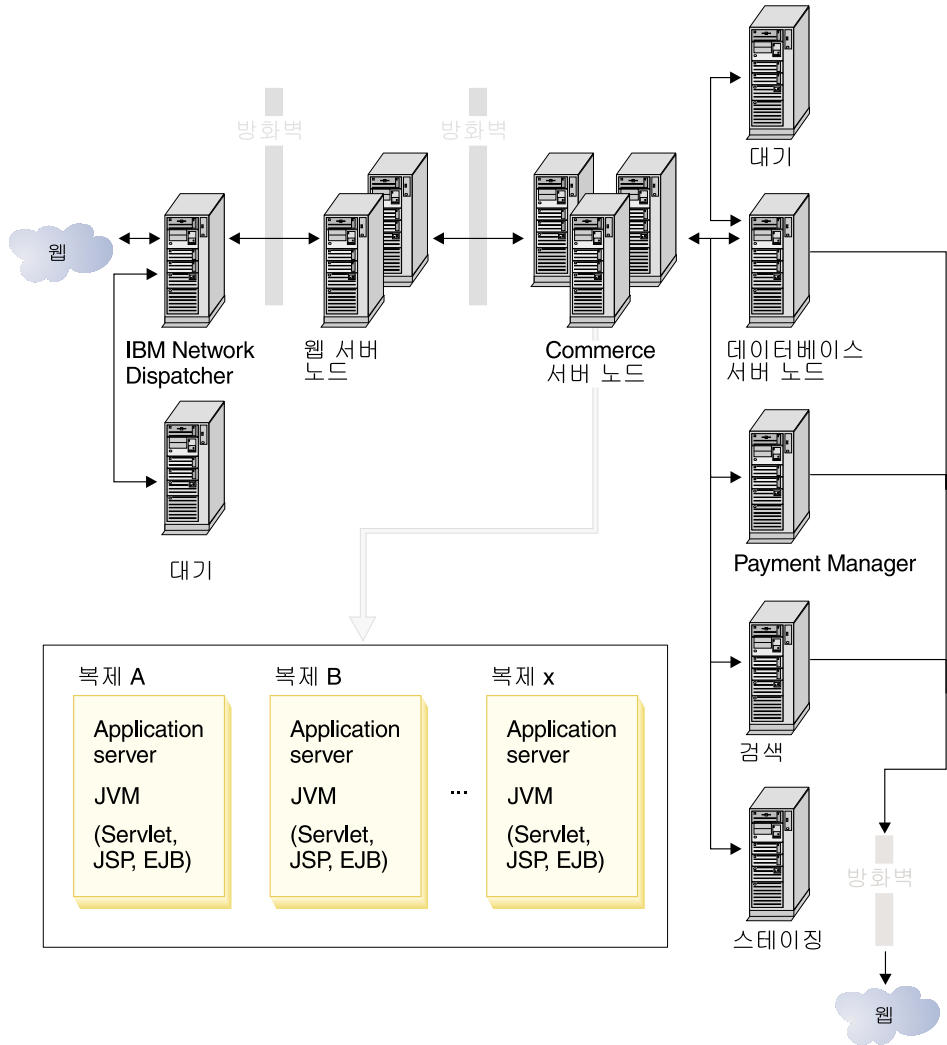 대기
방화벽
방화벽
웹
IBM Network
Dispatcher
웹 서버
노드
Commerce
서버 노드
데이터베이스
서버 노드
대기
Payment Manager
복제 A
Application
server
JVM
(Servlet,
JSP, EJB)
복제 B
Application
server
JVM
(Servlet,
JSP, EJB)
...
복제 x
Application
server
JVM
(Servlet,
JSP, EJB)
검색
스테이징
방화벽
웹